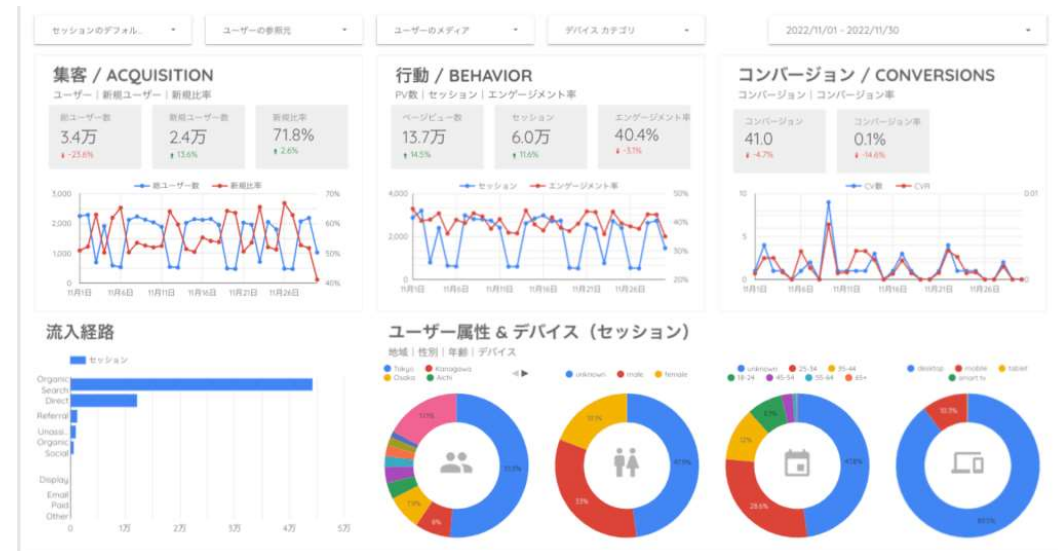 セッションのデフォル..
ユーザーの参照元
ユーザーのメディア
デバイス カテゴリ
2022/11/01 - 2022/11/30
集客 / ACQUISITION
ユーザー｜新規ユーザー｜新規比率
総ユーザー数
3.4万
-23.6%
新規ユーザー数
2.4万
13.6%
新規比率
71.8%
2.6%
総ユーザー数 新規比率
3,000
2,000
1,000
0
70%
60%
50%
40%
11月1日 11月6日 11月11日 11月16日 11月21日 11月26日
行動 / BEHAVIOR
PV数｜セッション｜エンゲージメント率
ページビュー数
13.7万
14.5%
セッション
6.0万
11.6%
エンゲージメント率
40.4%
-3.1%
セッション エンゲージメント率
4,000
2,000
0
50%
40%
30%
20%
11月1日 11月6日 11月11日 11月16日 11月21日 11月26日
コンバージョン / CONVERSIONS
コンバージョン｜コンバージョン率
コンバージョン
41.0
-4.7%
コンバージョン率
0.1%
-14.6%
CV数 CVR
10
5
0
0.01
0
11月1日 11月6日 11月11日 11月16日 11月21日 11月26日
流入経路
セッション
Organic
Search
Direct
Referral
Unassi..
Organic
Social
Display
Email
Paid
Other
0 1万 2万 3万 4万 5万
ユーザー属性 & デバイス（セッション）
地域｜性別｜年齢｜デバイス
Tokyo Kanagawa
Osaka Aichi
9%
7.9%
unknown male female
47.9%
33%
19.1%
unknown 25-34 35-44
18-24 45-54 55-64 65+
47.6%
28.6%
12%
desktop mobile tablet
smart tv
10.3%